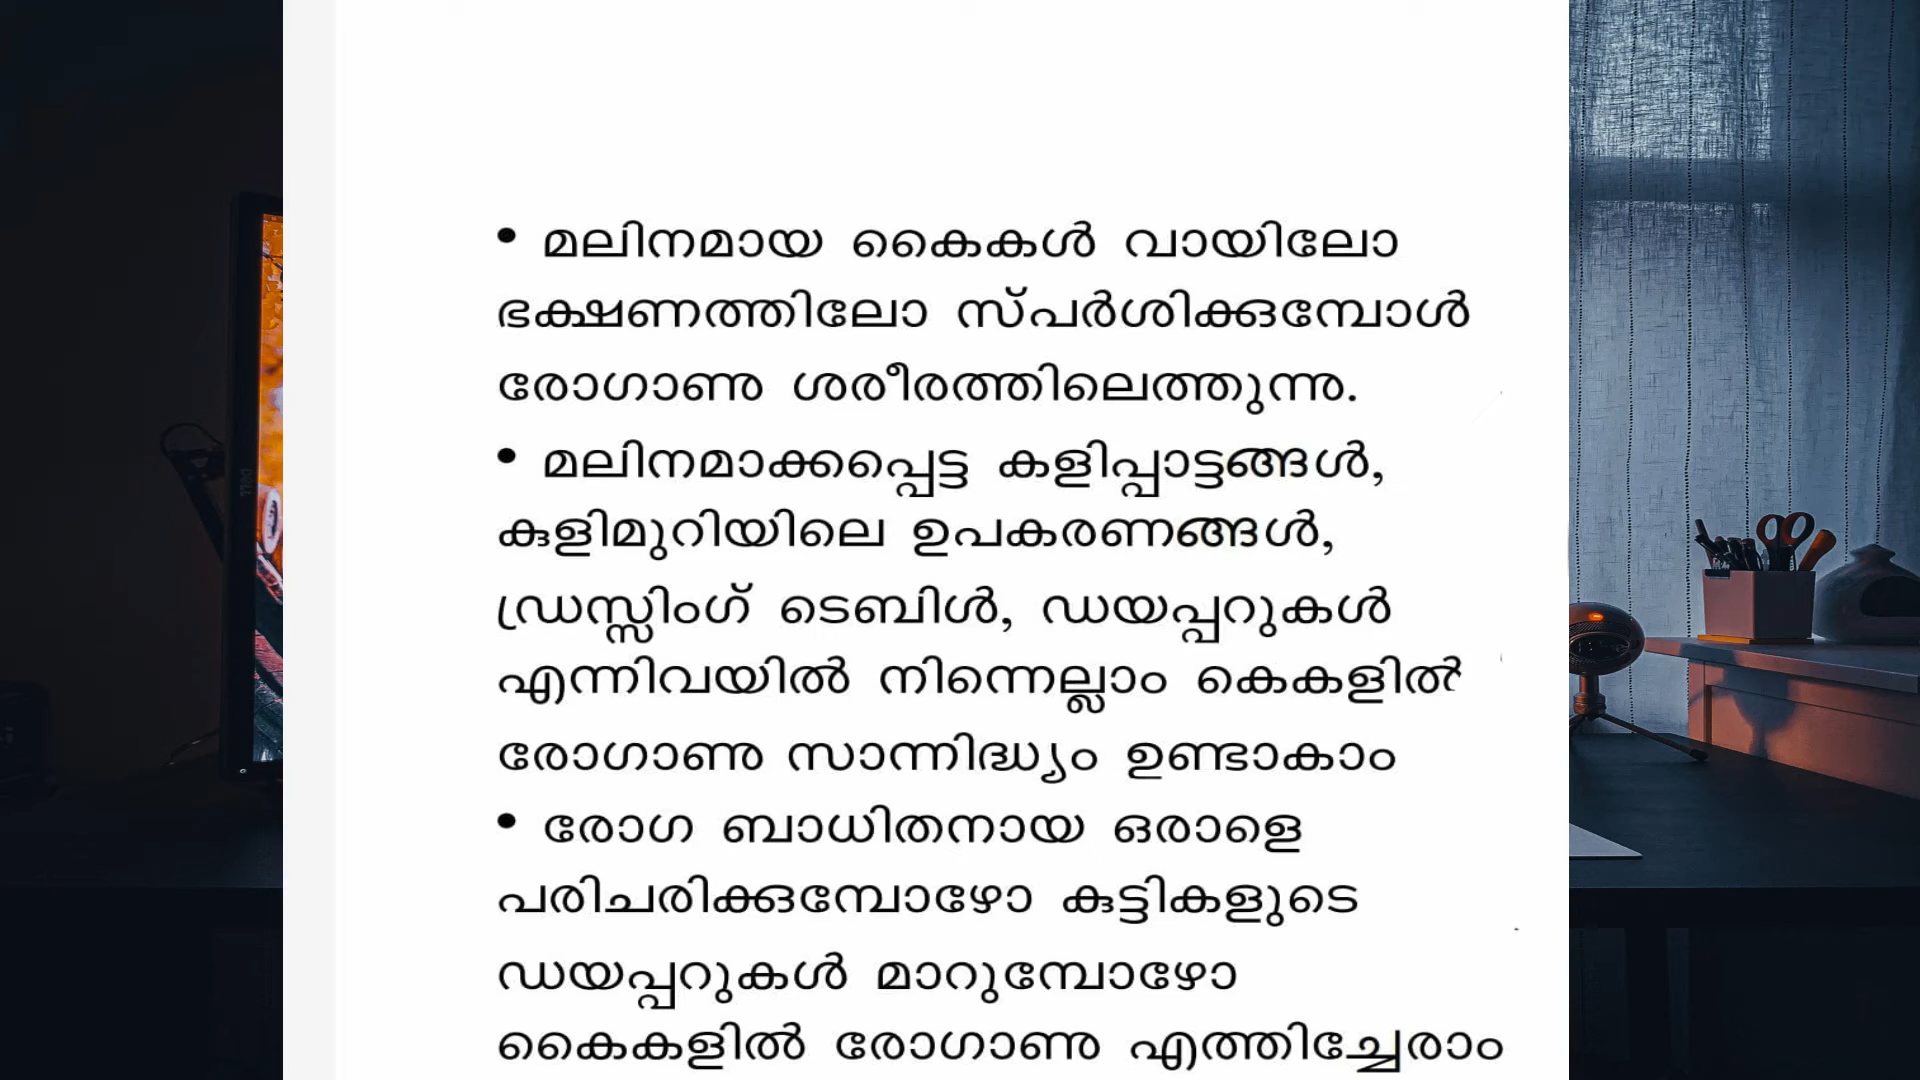 • മലിനമായ കൈകൾ വായിലോ
ഭക്ഷണത്തിലോ സ്പർശിക്കുമ്പോൾ
രോഗാണു ശരീരത്തിലെത്തുന്നു.
• മലിനമാക്കപ്പെട്ട കളിപ്പാട്ടങ്ങൾ,
കുളിമുറിയിലെ ഉപകരണങ്ങൾ,
ഡ്രസ്സിംഗ് ടെബിൾ, ഡയപ്പറുകൾ
എന്നിവയിൽ നിന്നെല്ലാം കെകളിൽ
രോഗാണു സാന്നിദ്ധ്യം ഉണ്ടാകാം
• രോഗ ബാധിതനായ ഒരാളെ
പരിചരിക്കുമ്പോഴോ കുട്ടികളുടെ
ഡയപ്പറുകൾ മാറുമ്പോഴോ
കൈകളിൽ രോഗാണു എത്തിച്ചേരാം